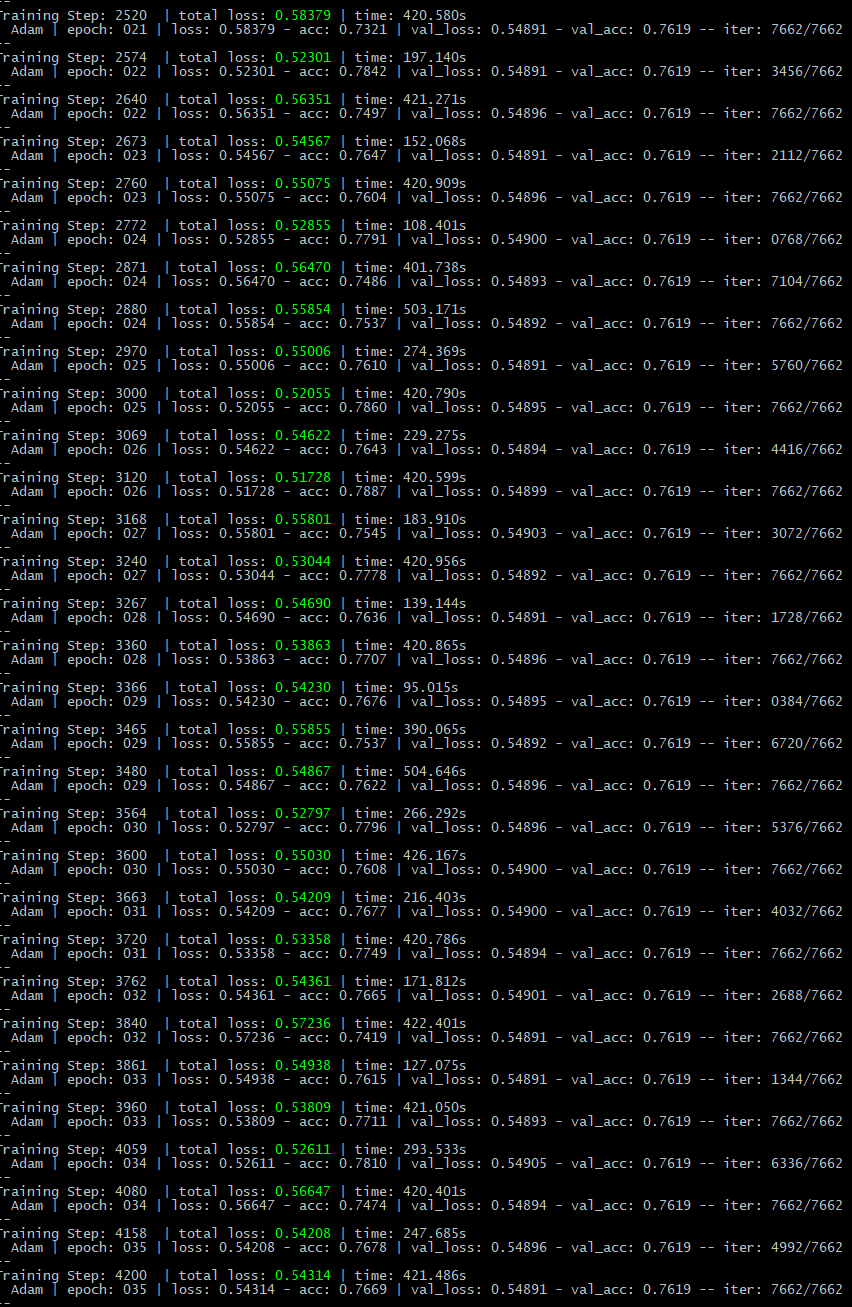 Training Step: 2520 | total loss: 0.58379 | time: 420.580s
Adam | epoch: 021 | loss: 0.58379 - acc: 0.7321 | val_loss: 0.54891 - val_acc: 0.7619 -- iter: 7662/7662
--
Training Step: 2574 | total loss: 0.52301 | time: 197.140s
Adam | epoch: 022 | loss: 0.52301 - acc: 0.7842 | val_loss: 0.54891 - val_acc: 0.7619 -- iter: 3456/7662
--
Training Step: 2640 | total loss: 0.56351 | time: 421.271s
Adam | epoch: 022 | loss: 0.56351 - acc: 0.7497 | val_loss: 0.54896 - val_acc: 0.7619 -- iter: 7662/7662
--
Training Step: 2673 | total loss: 0.54567 | time: 152.068s
Adam | epoch: 023 | loss: 0.54567 - acc: 0.7647 | val_loss: 0.54891 - val_acc: 0.7619 -- iter: 2112/7662
--
Training Step: 2760 | total loss: 0.55075 | time: 420.909s
Adam | epoch: 023 | loss: 0.55075 - acc: 0.7604 | val_loss: 0.54896 - val_acc: 0.7619 -- iter: 7662/7662
--
Training Step: 2772 | total loss: 0.52855 | time: 108.401s
Adam | epoch: 024 | loss: 0.52855 - acc: 0.7791 | val_loss: 0.54900 - val_acc: 0.7619 -- iter: 0768/7662
--
Training Step: 2871 | total loss: 0.56470 | time: 401.738s
Adam | epoch: 024 | loss: 0.56470 - acc: 0.7486 | val_loss: 0.54893 - val_acc: 0.7619 -- iter: 7104/7662
--
Training Step: 2880 | total loss: 0.55854 | time: 503.171s
Adam | epoch: 024 | loss: 0.55854 - acc: 0.7537 | val_loss: 0.54892 - val_acc: 0.7619 -- iter: 7662/7662
--
Training Step: 2970 | total loss: 0.55006 | time: 274.369s
Adam | epoch: 025 | loss: 0.55006 - acc: 0.7610 | val_loss: 0.54891 - val_acc: 0.7619 -- iter: 5760/7662
--
Training Step: 3000 | total loss: 0.52055 | time: 420.790s
Adam | epoch: 025 | loss: 0.52055 - acc: 0.7860 | val_loss: 0.54895 - val_acc: 0.7619 -- iter: 7662/7662
--
Training Step: 3069 | total loss: 0.54622 | time: 229.275s
Adam | epoch: 026 | loss: 0.54622 - acc: 0.7643 | val_loss: 0.54894 - val_acc: 0.7619 -- iter: 4416/7662
--
Training Step: 3120 | total loss: 0.51728 | time: 420.599s
Adam | epoch: 026 | loss: 0.51728 - acc: 0.7887 | val_loss: 0.54899 - val_acc: 0.7619 -- iter: 7662/7662
--
Training Step: 3168 | total loss: 0.55801 | time: 183.910s
Adam | epoch: 027 | loss: 0.55801 - acc: 0.7545 | val_loss: 0.54903 - val_acc: 0.7619 -- iter: 3072/7662
--
Training Step: 3240 | total loss: 0.53044 | time: 420.956s
Adam | epoch: 027 | loss: 0.53044 - acc: 0.7778 | val_loss: 0.54892 - val_acc: 0.7619 -- iter: 7662/7662
--
Training Step: 3267 | total loss: 0.54690 | time: 139.144s
Adam | epoch: 028 | loss: 0.54690 - acc: 0.7636 | val_loss: 0.54891 - val_acc: 0.7619 -- iter: 1728/7662
--
Training Step: 3360 | total loss: 0.53863 | time: 420.865s
Adam | epoch: 028 | loss: 0.53863 - acc: 0.7707 | val_loss: 0.54896 - val_acc: 0.7619 -- iter: 7662/7662
--
Training Step: 3366 | total loss: 0.54230 | time: 95.015s
Adam | epoch: 029 | loss: 0.54230 - acc: 0.7676 | val_loss: 0.54895 - val_acc: 0.7619 -- iter: 0384/7662
--
Training Step: 3465 | total loss: 0.55855 | time: 390.065s
Adam | epoch: 029 | loss: 0.55855 - acc: 0.7537 | val_loss: 0.54892 - val_acc: 0.7619 -- iter: 6720/7662
--
Training Step: 3480 | total loss: 0.54867 | time: 504.646s
Adam | epoch: 029 | loss: 0.54867 - acc: 0.7622 | val_loss: 0.54896 - val_acc: 0.7619 -- iter: 7662/7662
--
Training Step: 3564 | total loss: 0.52797 | time: 266.292s
Adam | epoch: 030 | loss: 0.52797 - acc: 0.7796 | val_loss: 0.54896 - val_acc: 0.7619 -- iter: 5376/7662
--
Training Step: 3600 | total loss: 0.55030 | time: 426.167s
Adam | epoch: 030 | loss: 0.55030 - acc: 0.7608 | val_loss: 0.54900 - val_acc: 0.7619 -- iter: 7662/7662
--
Training Step: 3663 | total loss: 0.54209 | time: 216.403s
Adam | epoch: 031 | loss: 0.54209 - acc: 0.7677 | val_loss: 0.54900 - val_acc: 0.7619 -- iter: 4032/7662
--
Training Step: 3720 | total loss: 0.53358 | time: 420.786s
Adam | epoch: 031 | loss: 0.53358 - acc: 0.7749 | val_loss: 0.54894 - val_acc: 0.7619 -- iter: 7662/7662
--
Training Step: 3762 | total loss: 0.54361 | time: 171.812s
Adam | epoch: 032 | loss: 0.54361 - acc: 0.7665 | val_loss: 0.54901 - val_acc: 0.7619 -- iter: 2688/7662
--
Training Step: 3840 | total loss: 0.57236 | time: 422.401s
Adam | epoch: 032 | loss: 0.57236 - acc: 0.7419 | val_loss: 0.54891 - val_acc: 0.7619 -- iter: 7662/7662
--
Training Step: 3861 | total loss: 0.54938 | time: 127.075s
Adam | epoch: 033 | loss: 0.54938 - acc: 0.7615 | val_loss: 0.54891 - val_acc: 0.7619 -- iter: 1344/7662
--
Training Step: 3960 | total loss: 0.53809 | time: 421.050s
Adam | epoch: 033 | loss: 0.53809 - acc: 0.7711 | val_loss: 0.54893 - val_acc: 0.7619 -- iter: 7662/7662
--
Training Step: 4059 | total loss: 0.52611 | time: 293.533s
Adam | epoch: 034 | loss: 0.52611 - acc: 0.7810 | val_loss: 0.54905 - val_acc: 0.7619 -- iter: 6336/7662
--
Training Step: 4080 | total loss: 0.56647 | time: 420.401s
Adam | epoch: 034 | loss: 0.56647 - acc: 0.7474 | val_loss: 0.54894 - val_acc: 0.7619 -- iter: 7662/7662
--
Training Step: 4158 | total loss: 0.54208 | time: 247.685s
Adam | epoch: 035 | loss: 0.54208 - acc: 0.7678 | val_loss: 0.54896 - val_acc: 0.7619 -- iter: 4992/7662
--
Training Step: 4200 | total loss: 0.54314 | time: 421.486s
Adam | epoch: 035 | loss: 0.54314 - acc: 0.7669 | val_loss: 0.54891 - val_acc: 0.7619 -- iter: 7662/7662
--